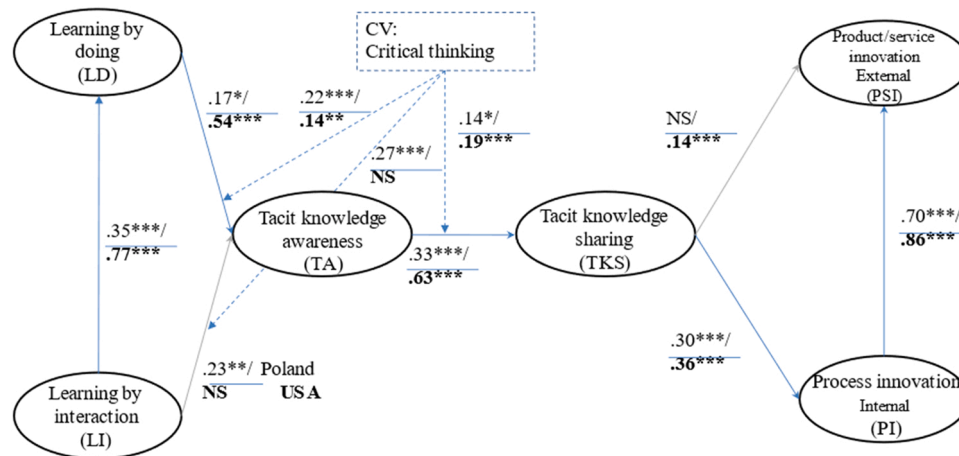 Learning by
doing
(LD)
CV:
Critical thinking
Product/service
innovation
External
(PSI)
.17*/
.54***
.22***/
.14**
.14*/
.19***
NS/
.14***
.27***/
NS
Tacit knowledge
awareness
(TA)
Tacit knowledge
sharing
(TKS)
.35***/
.77***
.33***/
.63***
.70***/
.86***
.30***/
.36***
.23**/ Poland
NS USA
Learning by
interaction
(LI)
Process innovation
Internal
(PI)